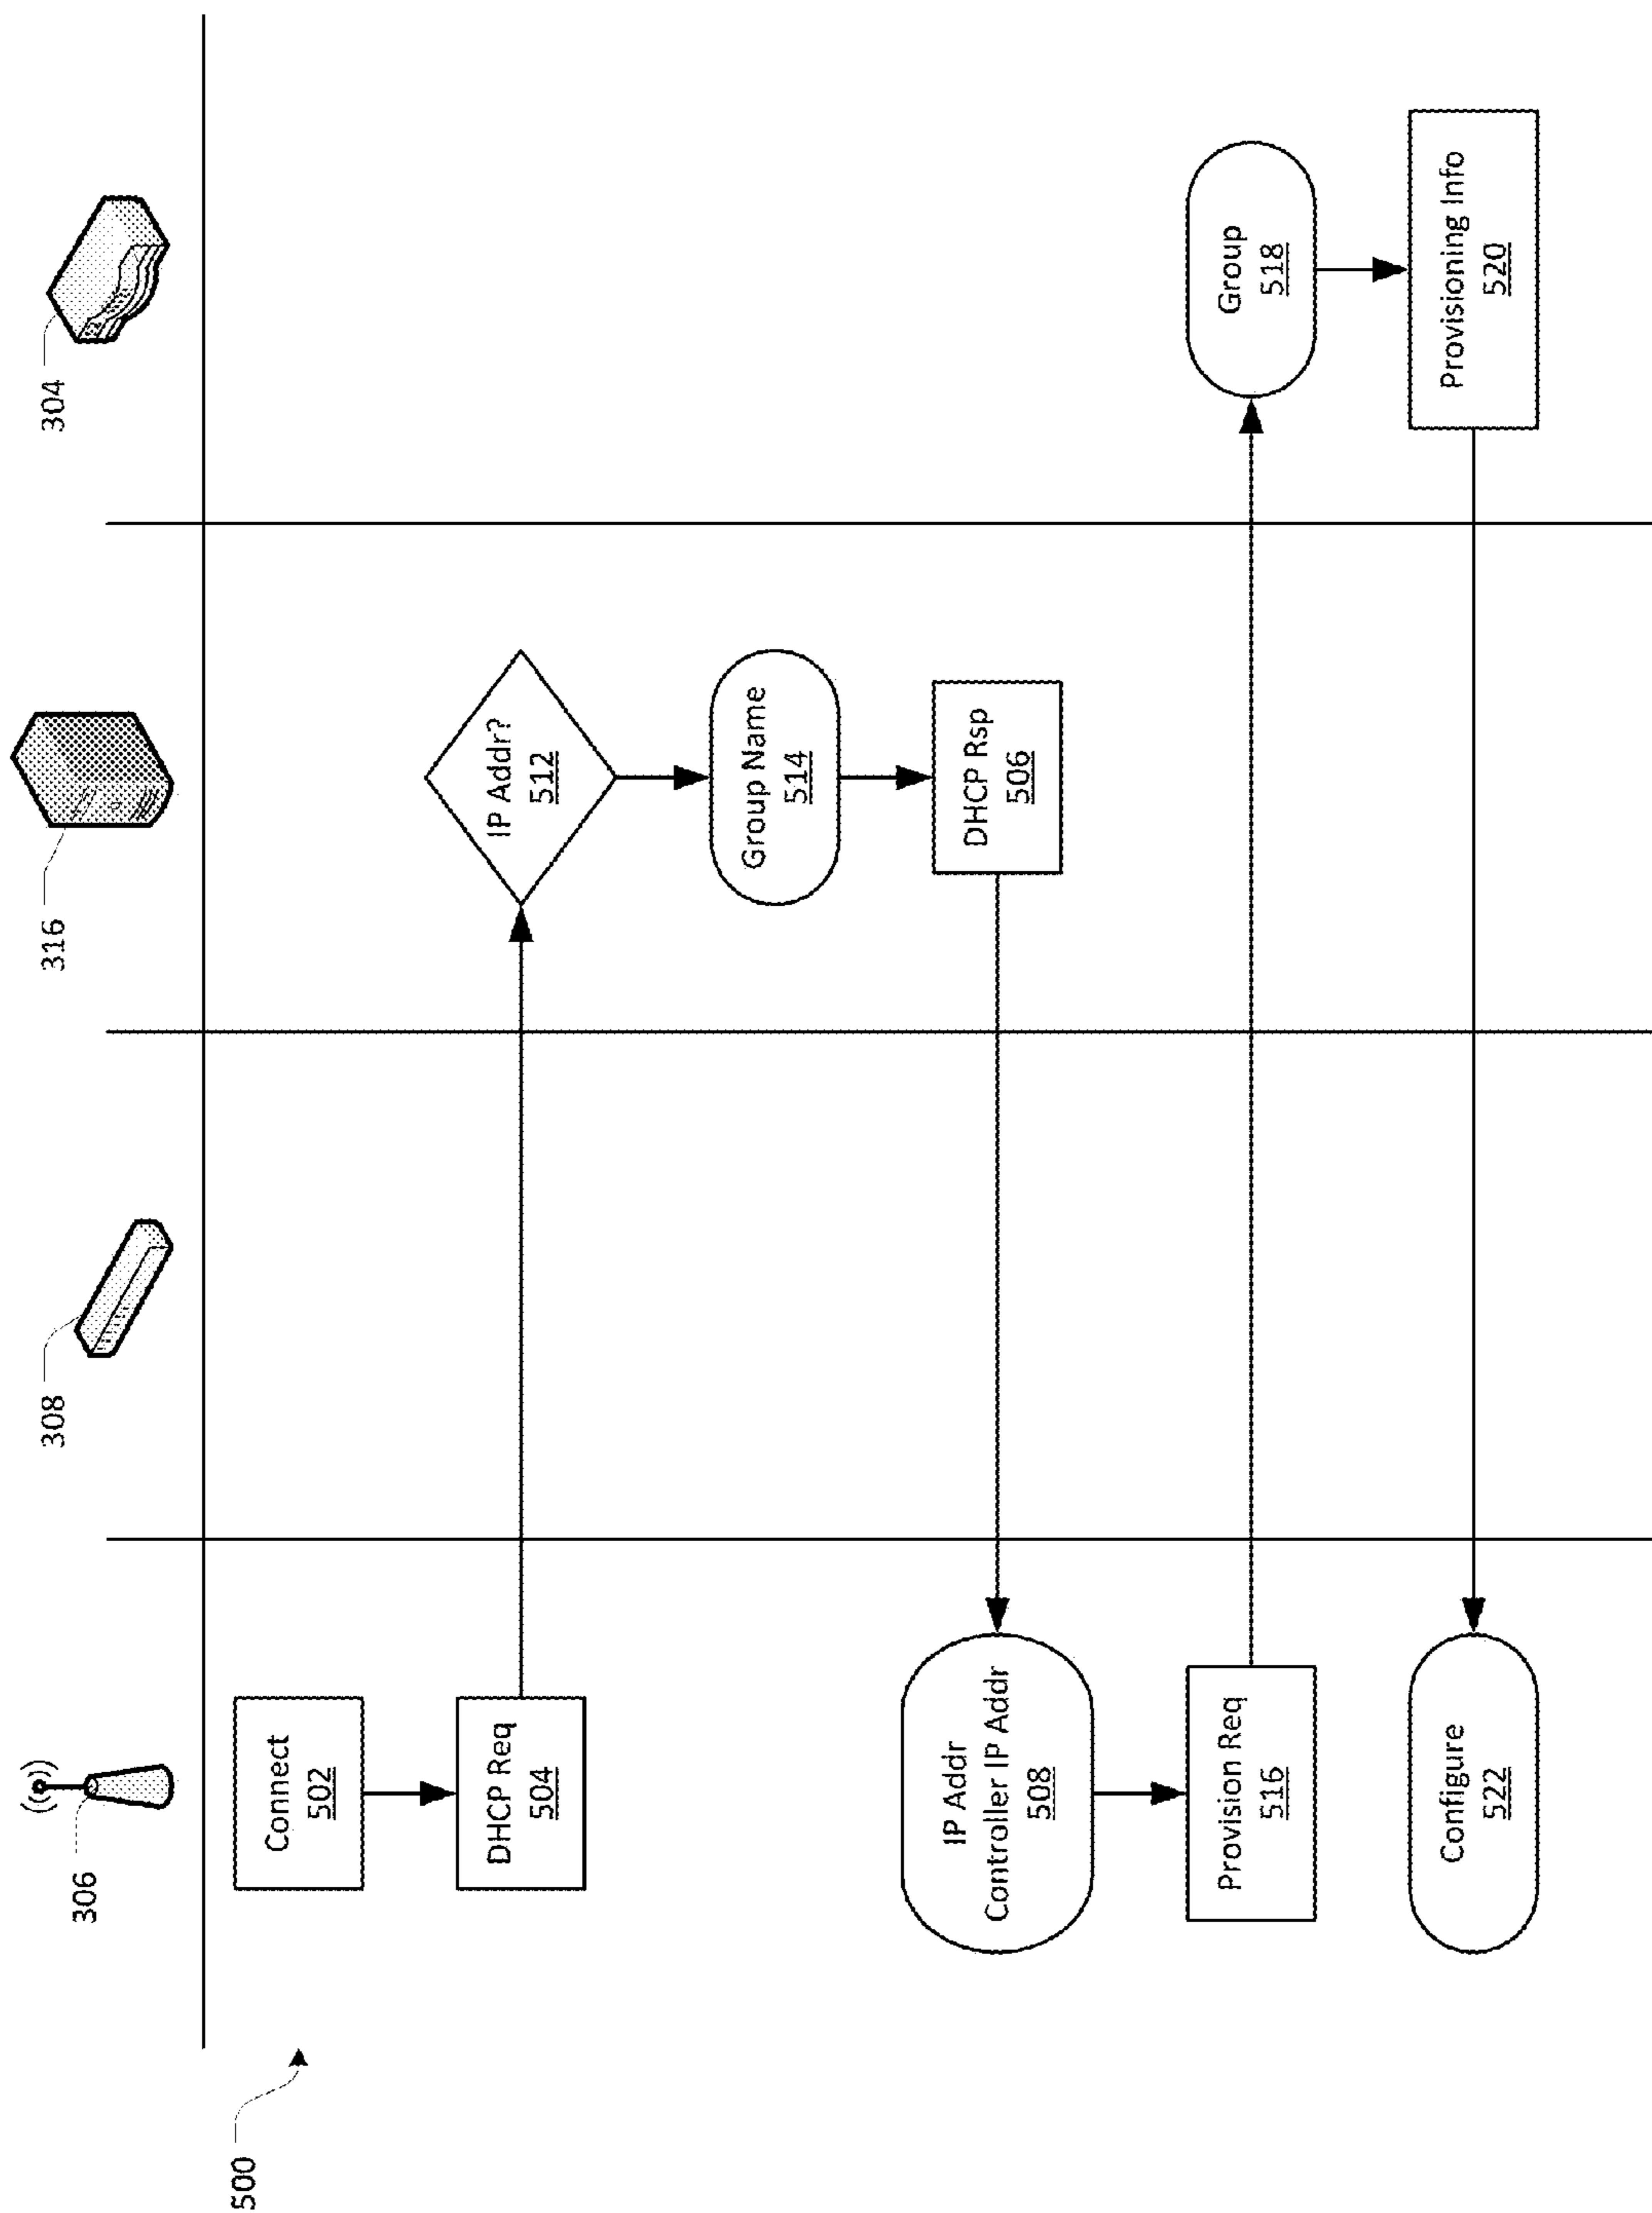 306
308
316
304
500
Connect
502
DHCP Req
504
IP Addr?
512
Group Name
514
DHCP Rsp
506
IP Addr
Controller IP Addr
508
Provision Req
516
Group
518
Provisioning Info
520
Configure
522